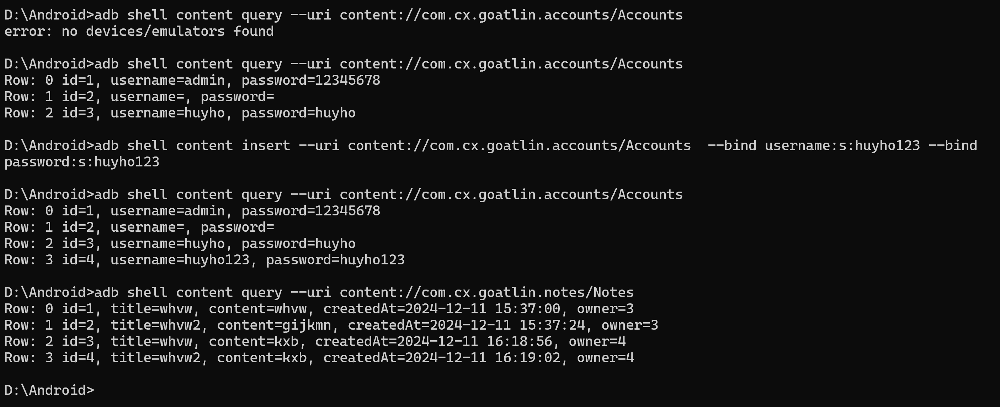 D:\Android>adb shell content query --uri content://com.cx.goatlin.accounts/Accounts
error: no devices/emulators found
D:\Android>adb shell content query --uri content://com.cx.goatlin.accounts/Accounts
Row: 0 id=1, username=admin, password=12345678
Row: 1 id=2, username=, password=
Row: 2 id=3, username=huyho, password=huyho
D:\Android>adb shell content insert --uri content://com.cx.goatlin.accounts/Accounts  --bind username:s:huyho123 --bind
password:s:huyho123
D:\Android>adb shell content query --uri content://com.cx.goatlin.accounts/Accounts
Row: 0 id=1, username=admin, password=12345678
Row: 1 id=2, username=, password=
Row: 2 id=3, username=huyho, password=huyho
Row: 3 id=4, username=huyho123, password=huyho123
D:\Android>adb shell content query --uri content://com.cx.goatlin.notes/Notes
Row: 0 id=1, title=whvw, content=whvw, createdAt=2024-12-11 15:37:00, owner=3
Row: 1 id=2, title=whvw2, content=gijkmn, createdAt=2024-12-11 15:37:24, owner=3
Row: 2 id=3, title=whvw, content=kxb, createdAt=2024-12-11 16:18:56, owner=4
Row: 3 id=4, title=whvw2, content=kxb, createdAt=2024-12-11 16:19:02, owner=4
D:\Android>